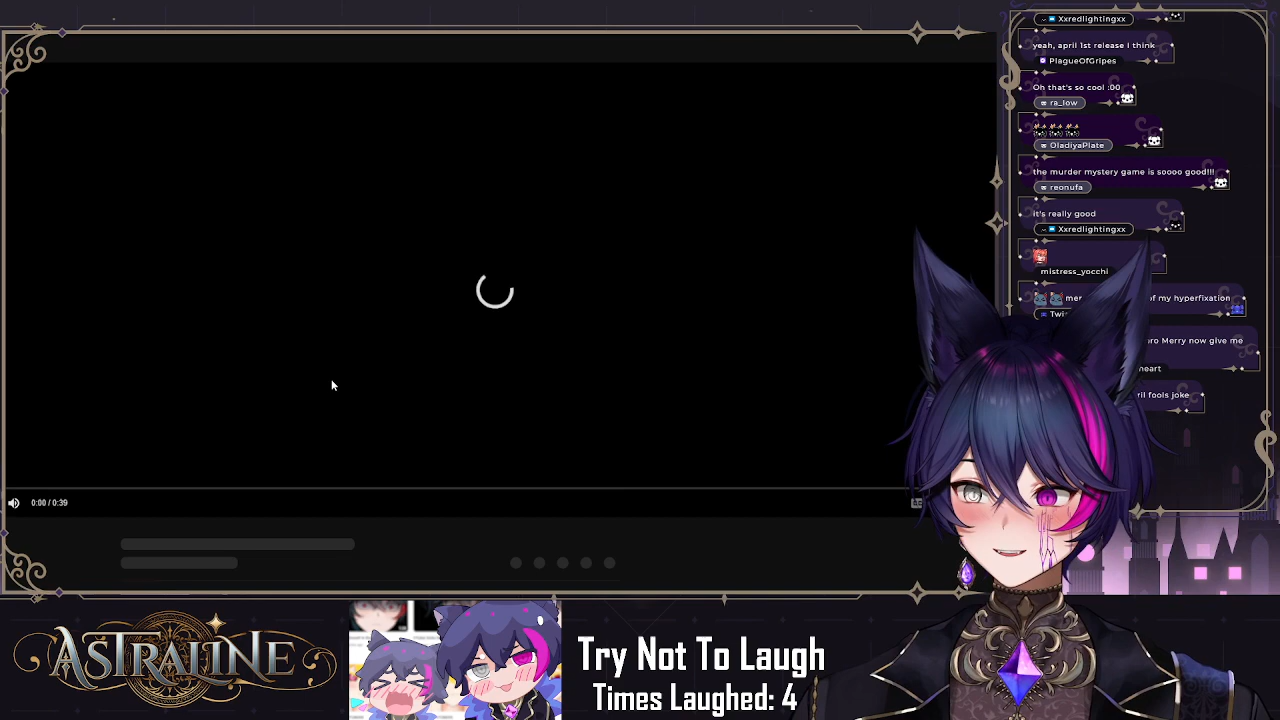 Xxredlightingxx
yeah, april 1st release I think
PlagueOfGripes
Oh that's so cool :00
ra_low
OladiyaPlate
the murder mystery game is soooo good!!!
reonufa
it's really good
Xxredlightingxx
mistress_yocchi
of my hyperfixation
Merry now give me
heart
fools joke
0:00 / 0:39
ASTRALINE
Try Not To Laugh
Times Laughed: 4